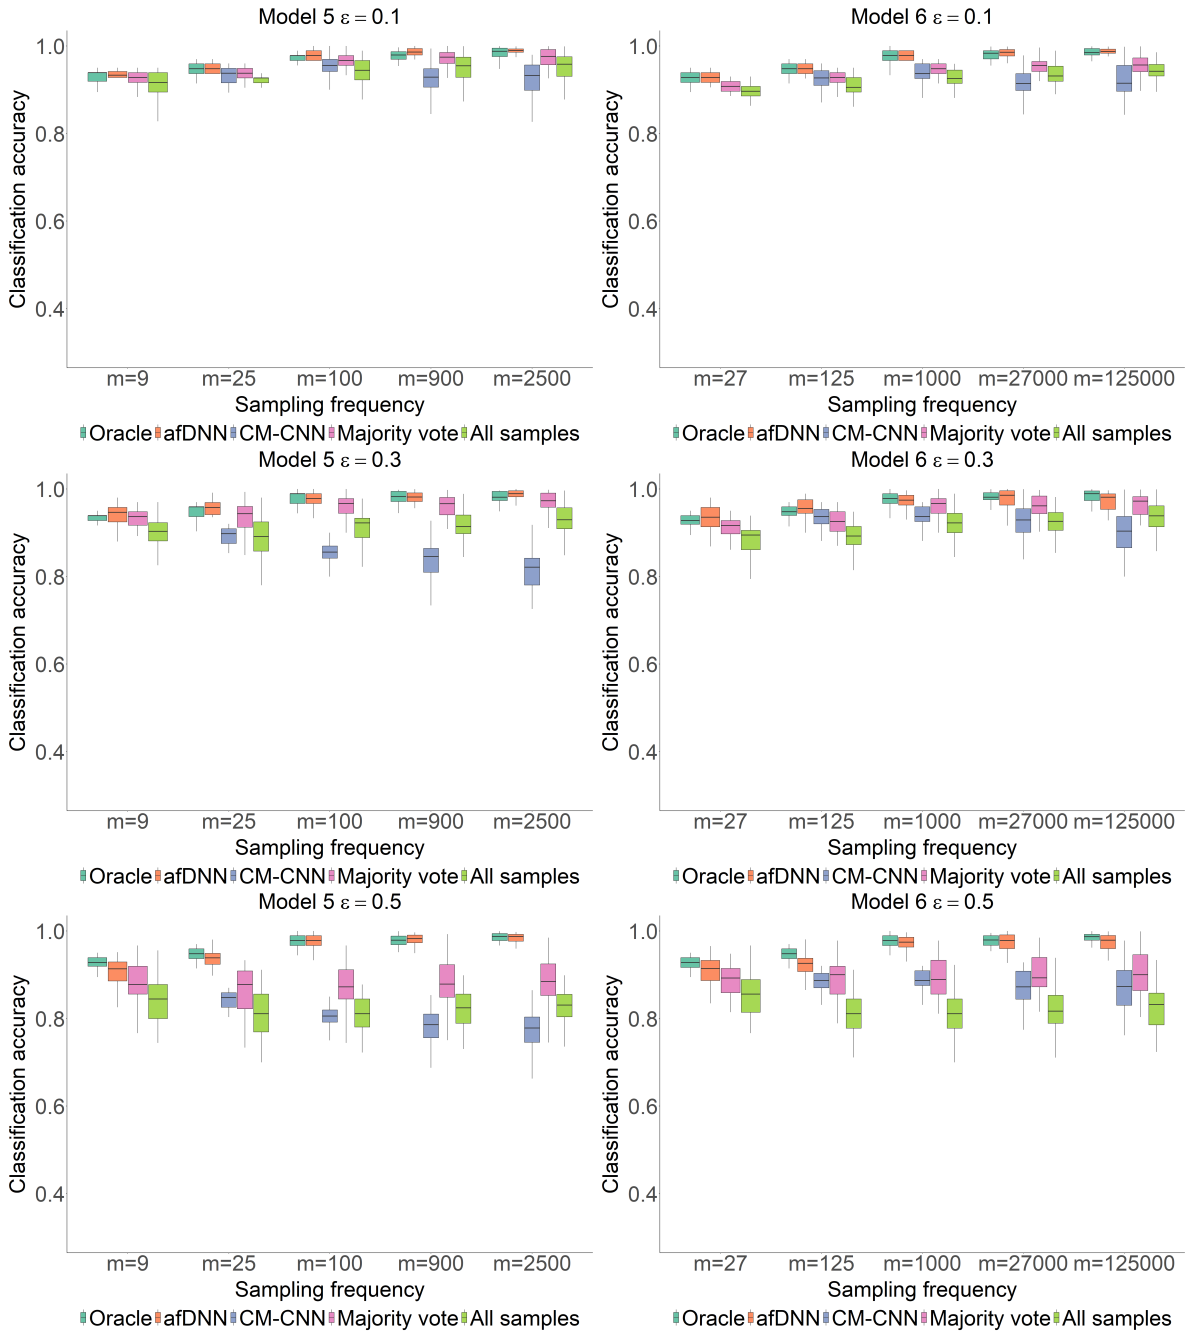 Model 5 ε = 0.1
Classification accuracy
1.0
0.8
0.6
0.4
m=9 m=25 m=100 m=900 m=2500
Sampling frequency
Oracle afDNN CM-CNN Majority vote All samples
Model 6 ε = 0.1
Classification accuracy
1.0
0.8
0.6
0.4
m=27 m=125 m=1000 m=27000 m=125000
Sampling frequency
Oracle afDNN CM-CNN Majority vote All samples
Model 5 ε = 0.3
Classification accuracy
1.0
0.8
0.6
0.4
m=9 m=25 m=100 m=900 m=2500
Sampling frequency
Oracle afDNN CM-CNN Majority vote All samples
Model 6 ε = 0.3
Classification accuracy
1.0
0.8
0.6
0.4
m=27 m=125 m=1000 m=27000 m=125000
Sampling frequency
Oracle afDNN CM-CNN Majority vote All samples
Model 5 ε = 0.5
Classification accuracy
1.0
0.8
0.6
0.4
m=9 m=25 m=100 m=900 m=2500
Sampling frequency
Oracle afDNN CM-CNN Majority vote All samples
Model 6 ε = 0.5
Classification accuracy
1.0
0.8
0.6
0.4
m=27 m=125 m=1000 m=27000 m=125000
Sampling frequency
Oracle afDNN CM-CNN Majority vote All samples